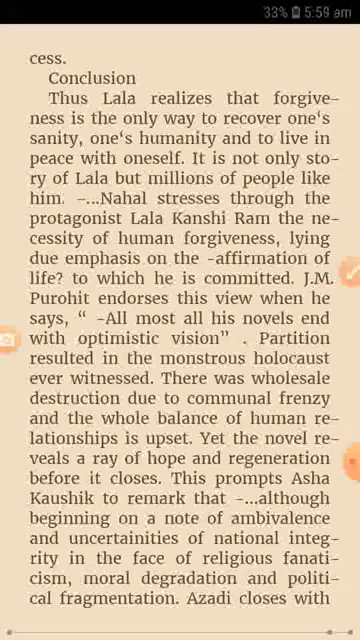 33% 5:59 am
cess.
Conclusion
Thus Lala realizes that forgive-
ness is the only way to recover one‘s
sanity, one‘s humanity and to live in
peace with oneself. It is not only sto-
ry of Lala but millions of people like
him. -...Nahal stresses through the
protagonist Lala Kanshi Ram the ne-
cessity of human forgiveness, lying
due emphasis on the -affirmation of
life? to which he is committed. J.M.
Purohit endorses this view when he
says, “ -All most all his novels end
with optimistic vision” . Partition
resulted in the monstrous holocaust
ever witnessed. There was wholesale
destruction due to communal frenzy
and the whole balance of human re-
lationships is upset. Yet the novel re-
veals a ray of hope and regeneration
before it closes. This prompts Asha
Kaushik to remark that -...although
beginning on a note of ambivalence
and uncertainities of national integ-
rity in the face of religious fanati-
cism, moral degradation and politi-
cal fragmentation. Azadi closes with